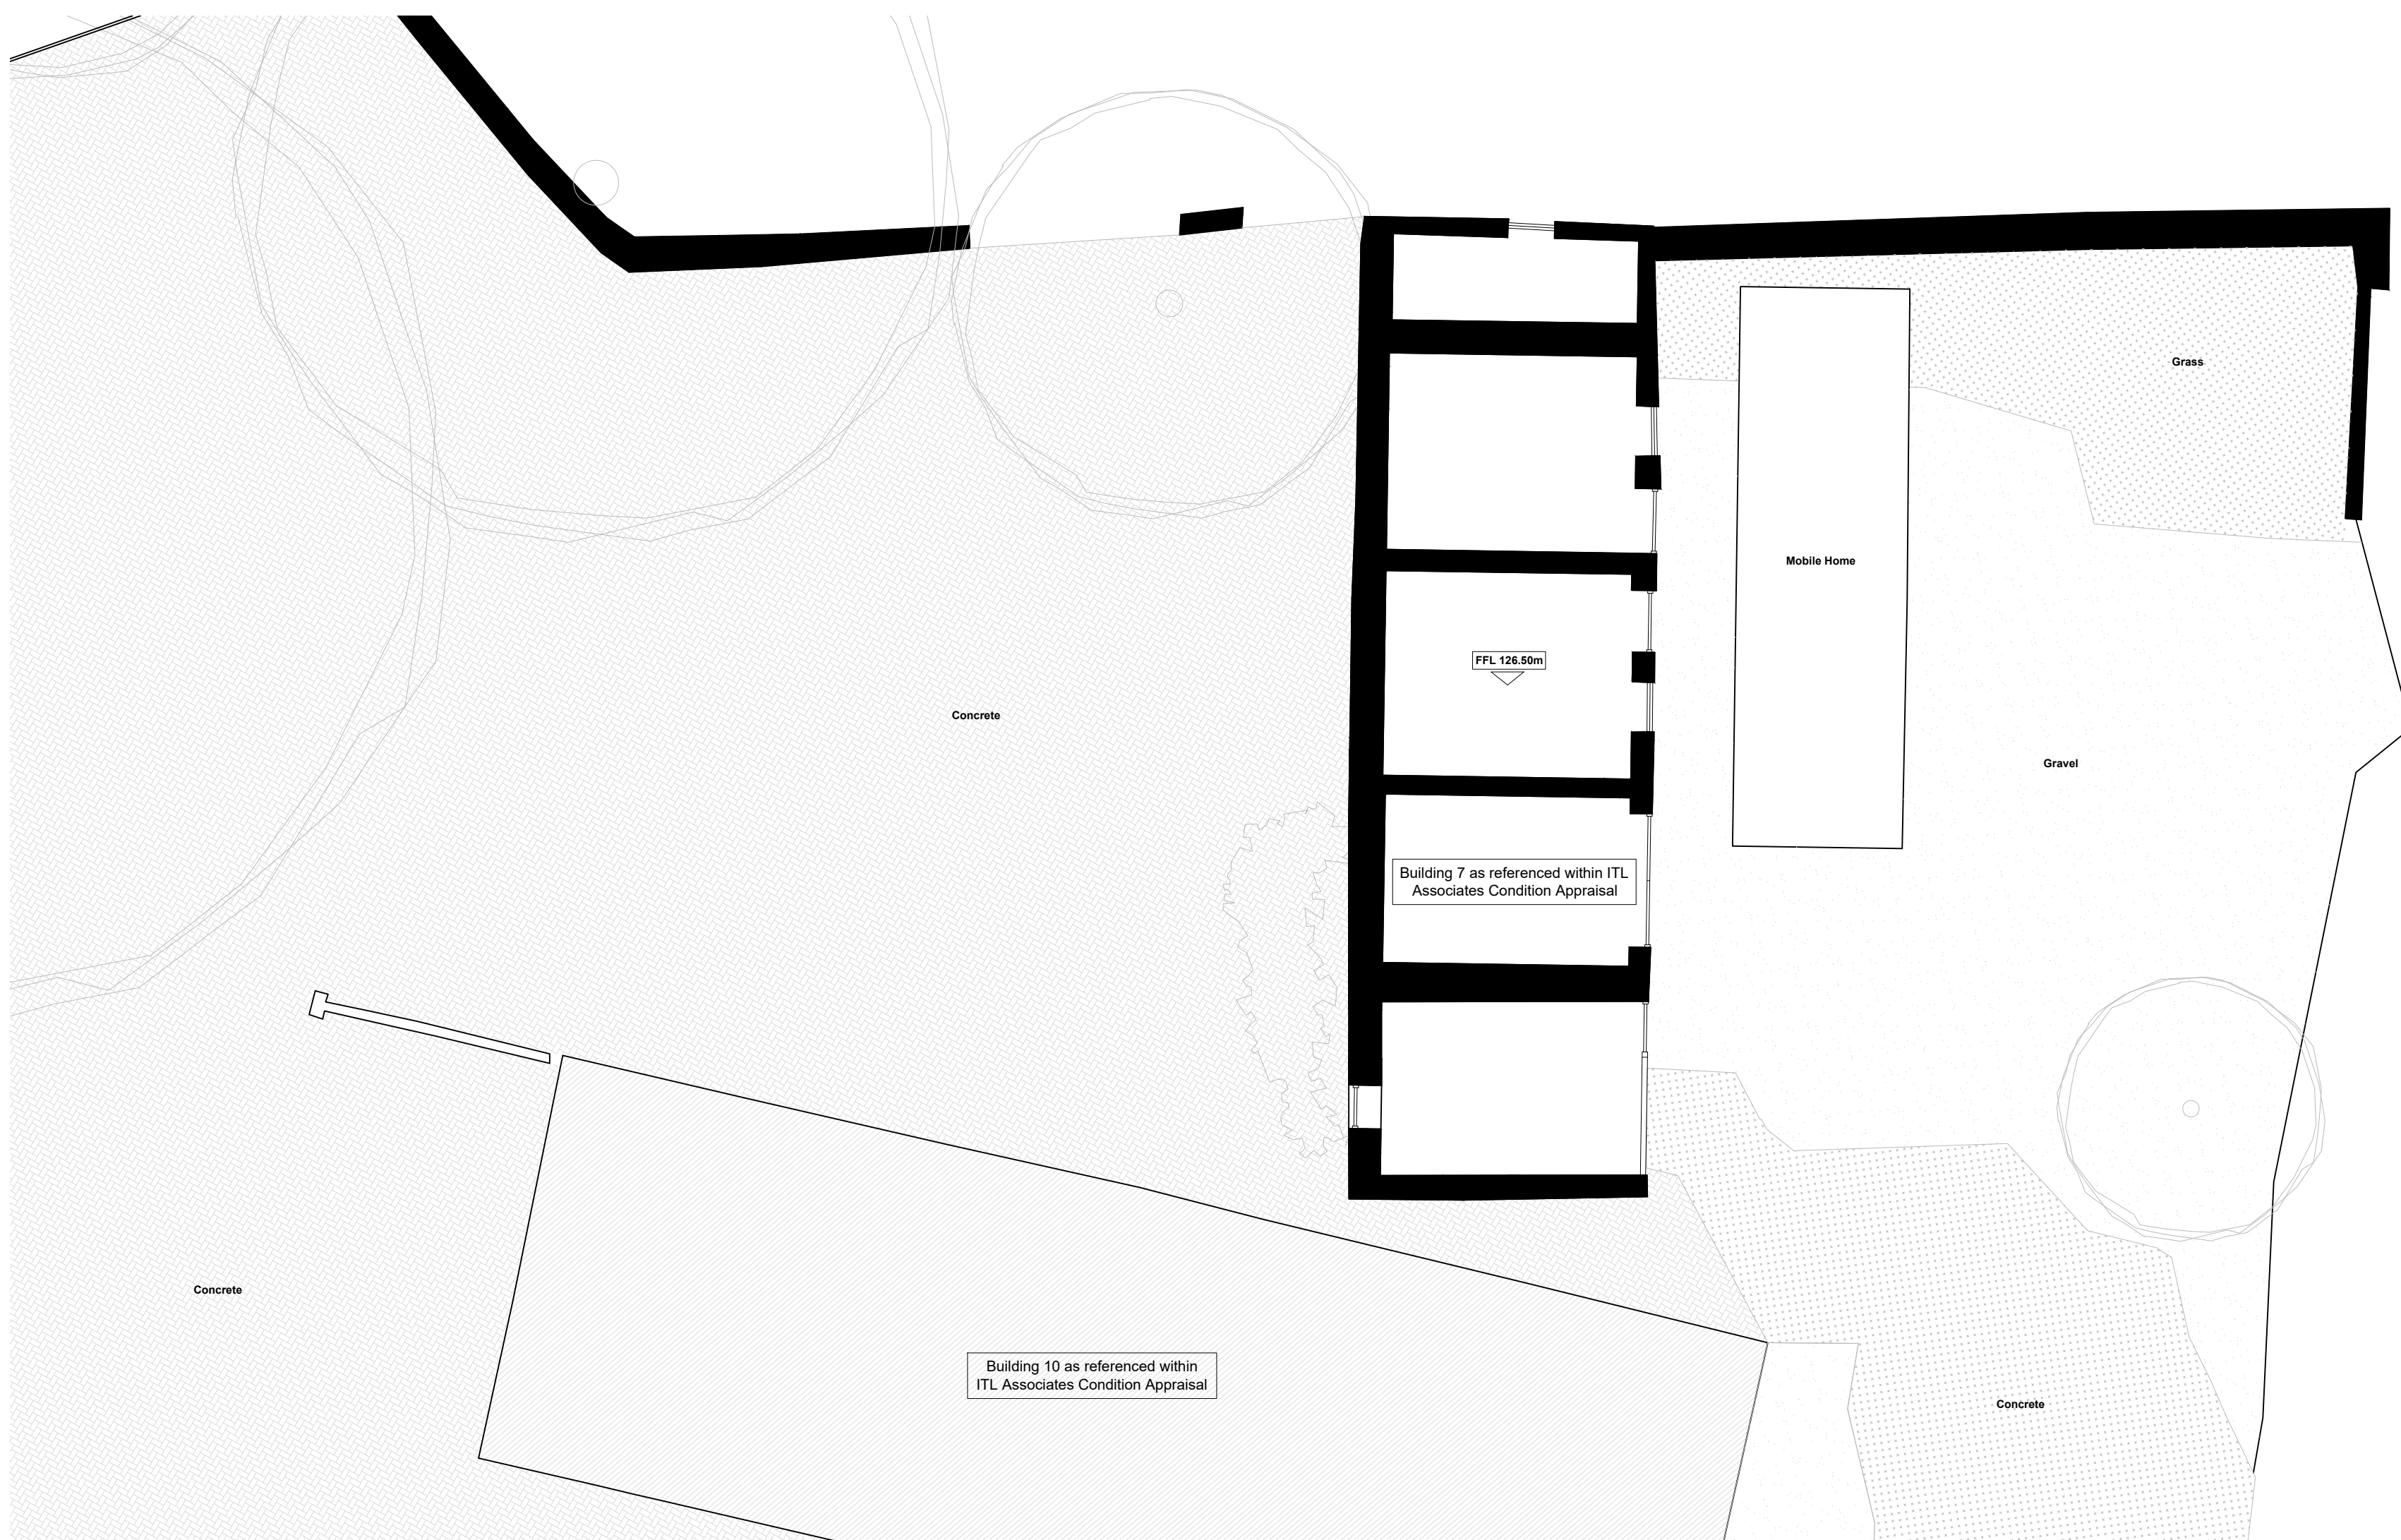 Grass
Mobile Home
FFL 126.50m
Concrete
Gravel
Building 7 as referenced within ITL
Associates Condition Appraisal
Concrete
Building 10 as referenced within
ITL Associates Condition Appraisal
Concrete